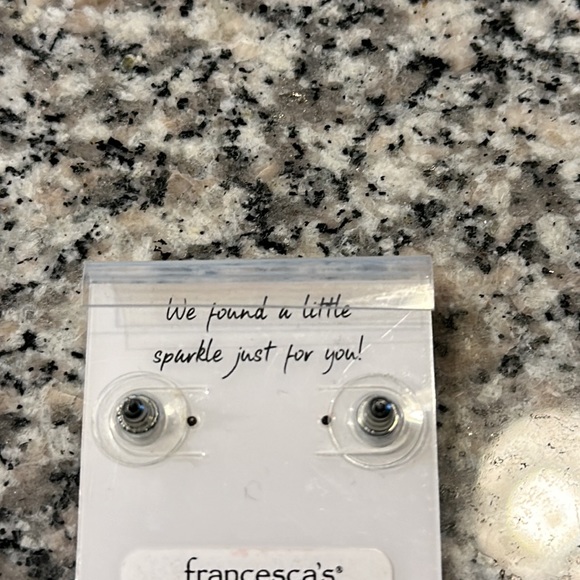 We found a little
sparkle just for you!
francesca's®